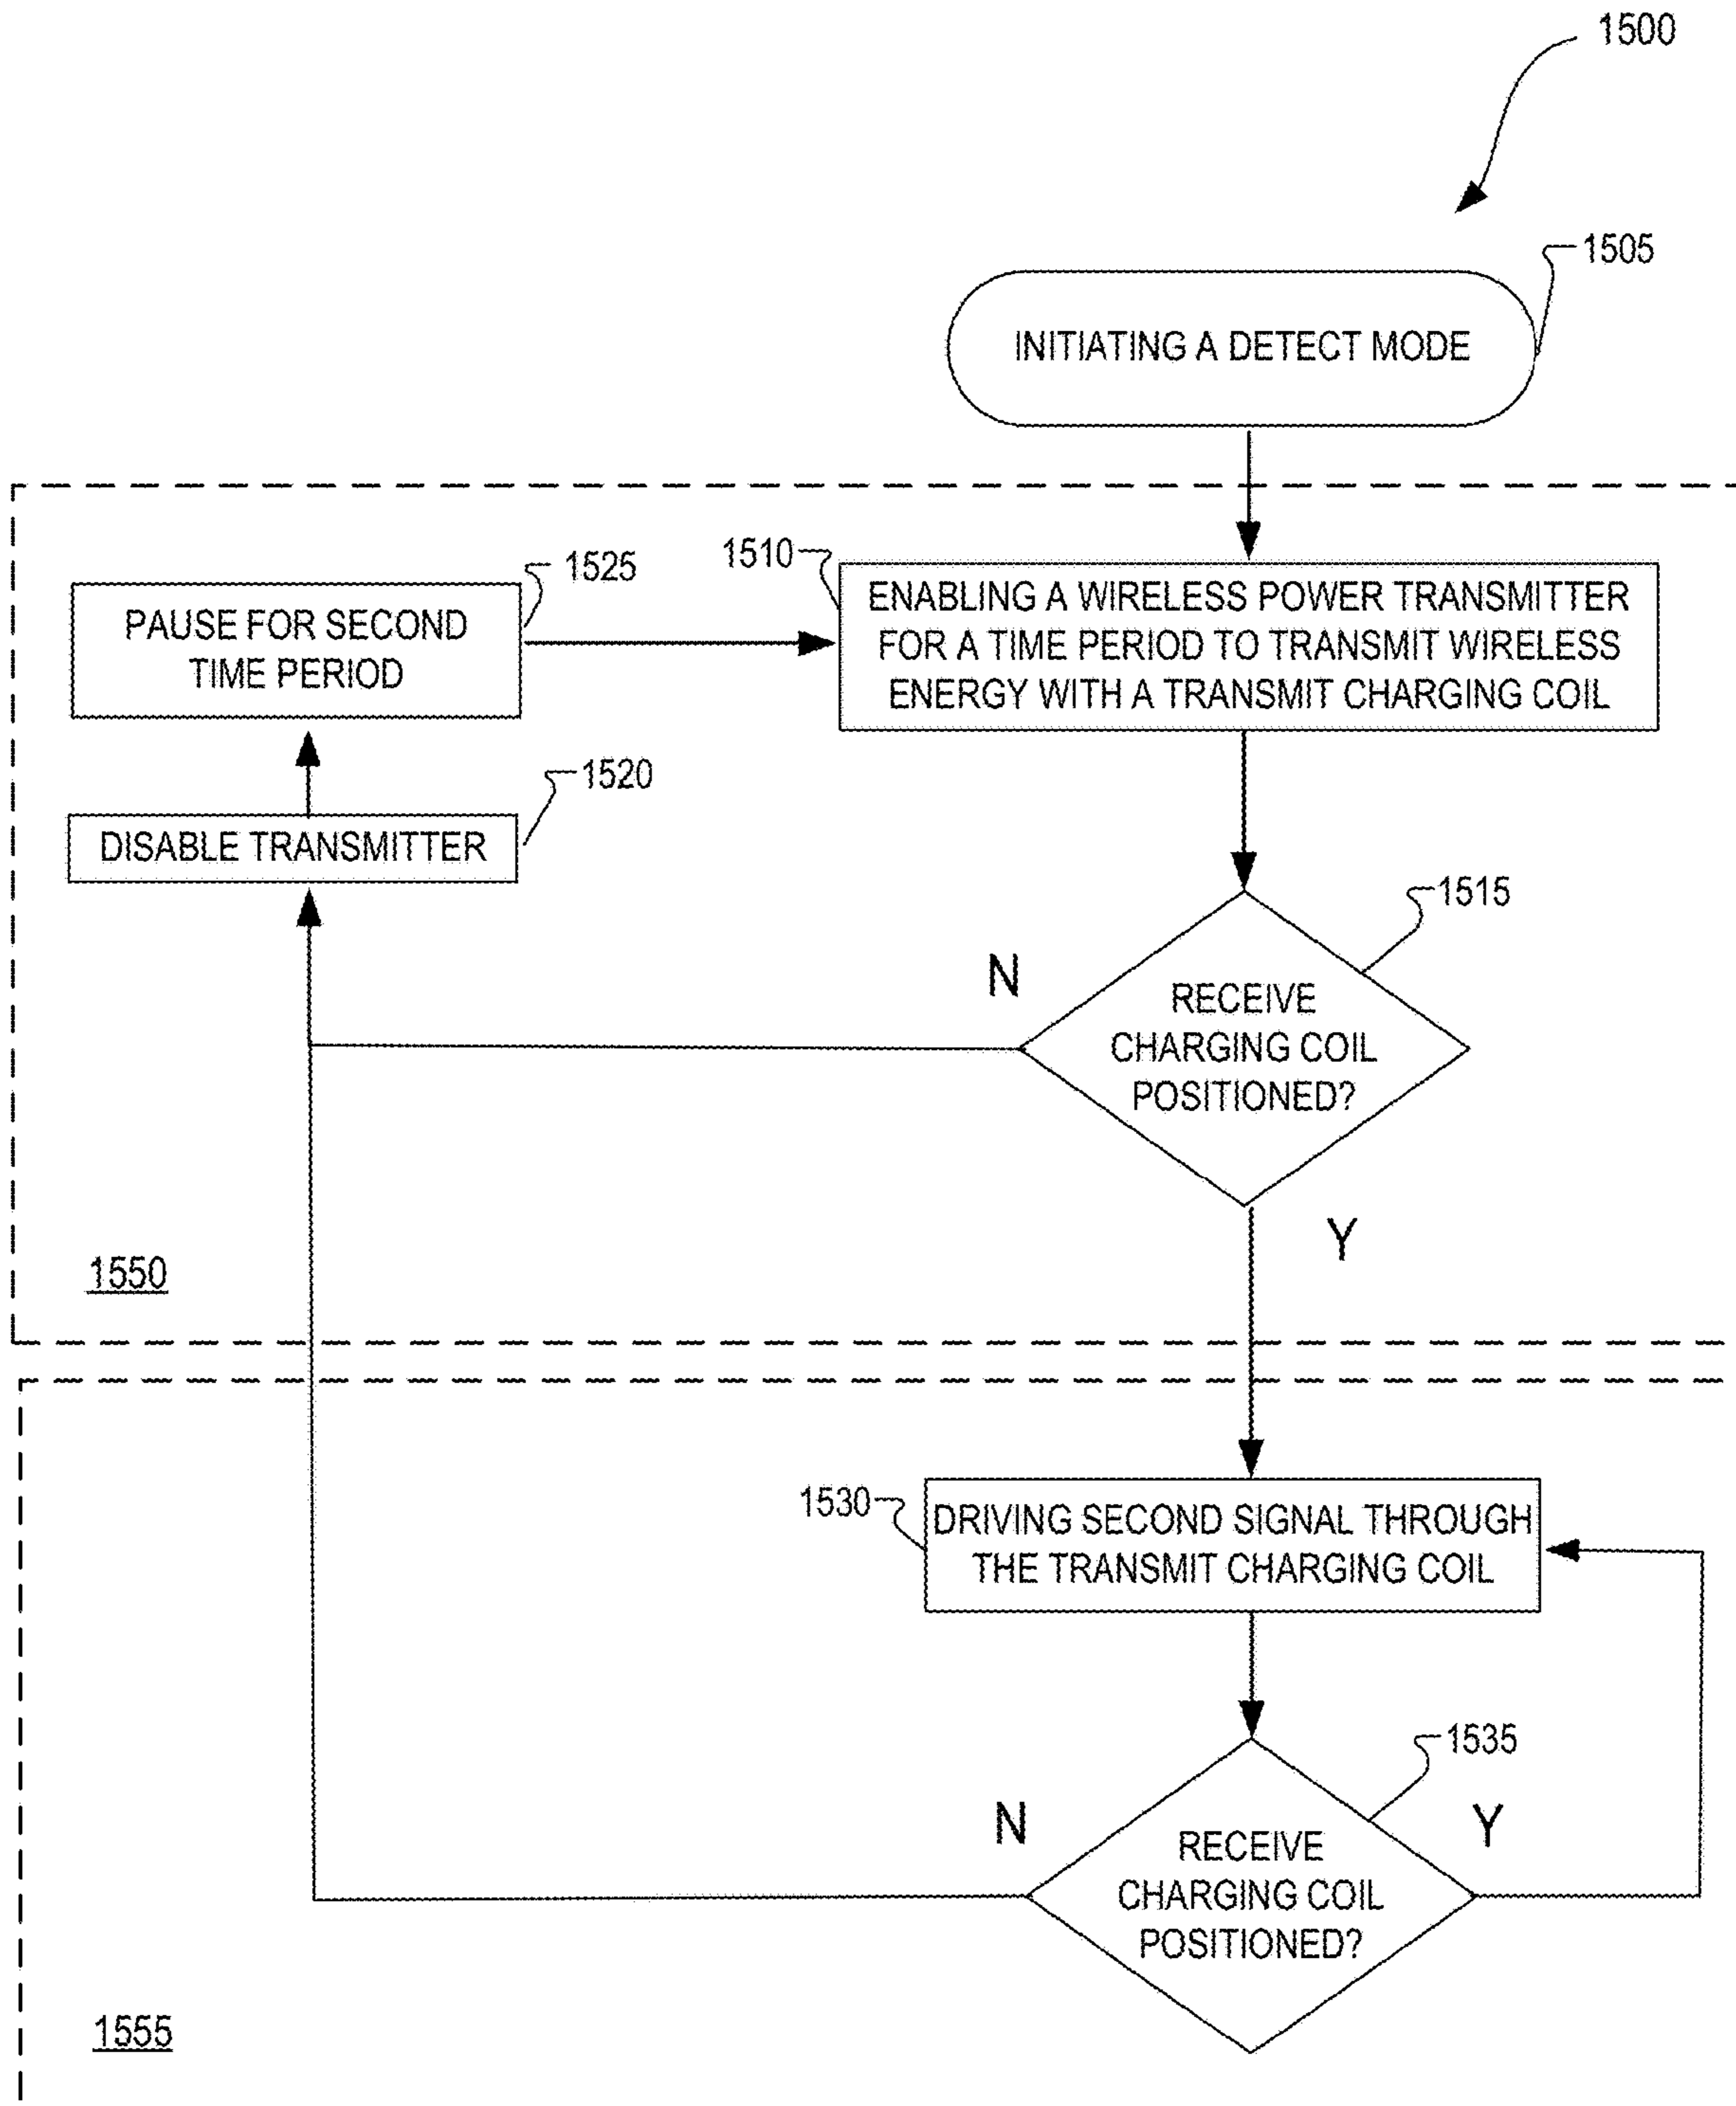 1500
1505
INITIATING A DETECT MODE
1525
1510
PAUSE FOR SECOND
TIME PERIOD
ENABLING A WIRELESS POWER TRANSMITTER
FOR A TIME PERIOD TO TRANSMIT WIRELESS
ENERGY WITH A TRANSMIT CHARGING COIL
1520
DISABLE TRANSMITTER
1515
N
RECEIVE
CHARGING COIL
POSITIONED?
Y
1550
1530
DRIVING SECOND SIGNAL THROUGH
THE TRANSMIT CHARGING COIL
1535
N
Y
RECEIVE
CHARGING COIL
POSITIONED?
1555